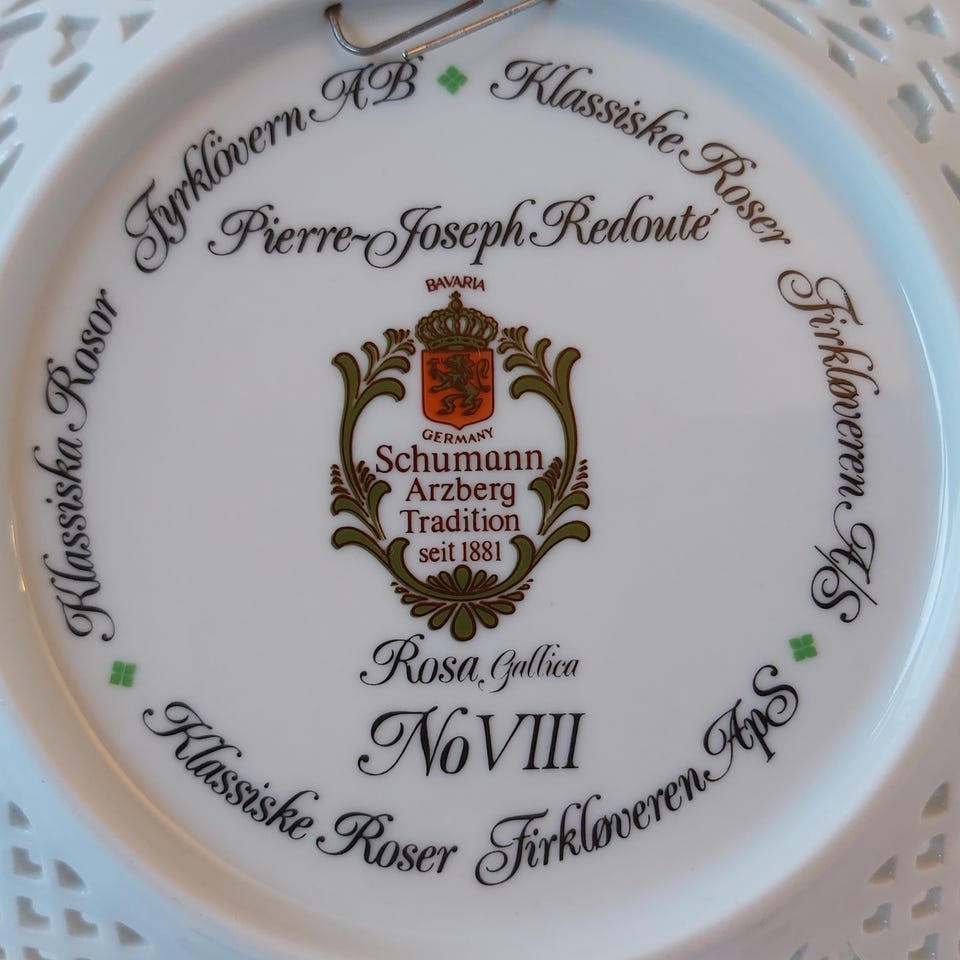 Klassiska Rosor Fyrklövern AB
Klassiske Roser Firkløveren A/S
Klassiske Roser Firkløveren ApS
Pierre-Joseph Redouté
BAVARIA
GERMANY
Schumann
Arzberg
Tradition
seit 1881
Rosa Gallica
No VIII